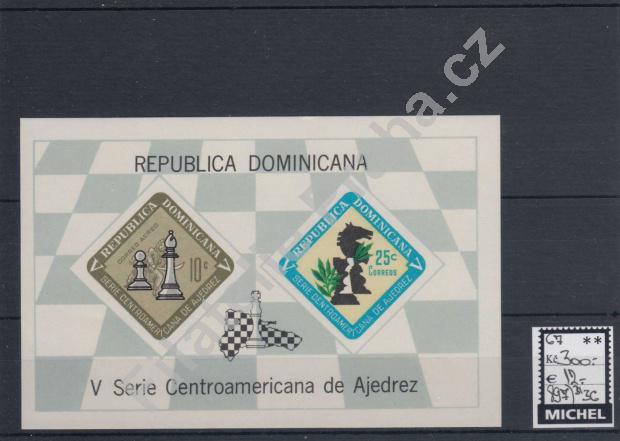 REPUBLICA DOMINICANA
REPUBLICA DOMINICANA
CORREO AEREO
10c
V SERIE CENTROAMERICANA DE AJEDREZ V
REPUBLICA DOMINICANA
25c
CORREOS
V SERIE CENTROAMERICANA DE AJEDREZ V
V Serie Centroamericana de Ajedrez
67 **
Kč 300.-
€ 12.-
MICHEL